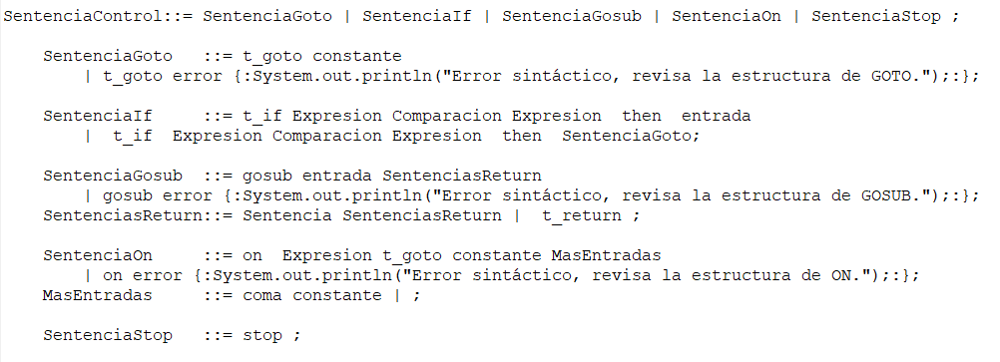 SentenciaControl::= SentenciaGoto | SentenciaIf | SentenciaGosub | SentenciaOn | SentenciaStop ;
SentenciaGoto ::= t_goto constante
| t_goto error {:System.out.println("Error sintáctico, revisa la estructura de GOTO.");:};
SentenciaIf ::= t_if Expresion Comparacion Expresion then entrada
| t_if Expresion Comparacion Expresion then SentenciaGoto;
SentenciaGosub ::= gosub entrada SentenciasReturn
| gosub error {:System.out.println("Error sintáctico, revisa la estructura de GOSUB.");:};
SentenciasReturn::= Sentencia SentenciasReturn | t_return ;
SentenciaOn ::= on Expresion t_goto constante MasEntradas
| on error {:System.out.println("Error sintáctico, revisa la estructura de ON.");:};
MasEntradas ::= coma constante | ;
SentenciaStop ::= stop ;